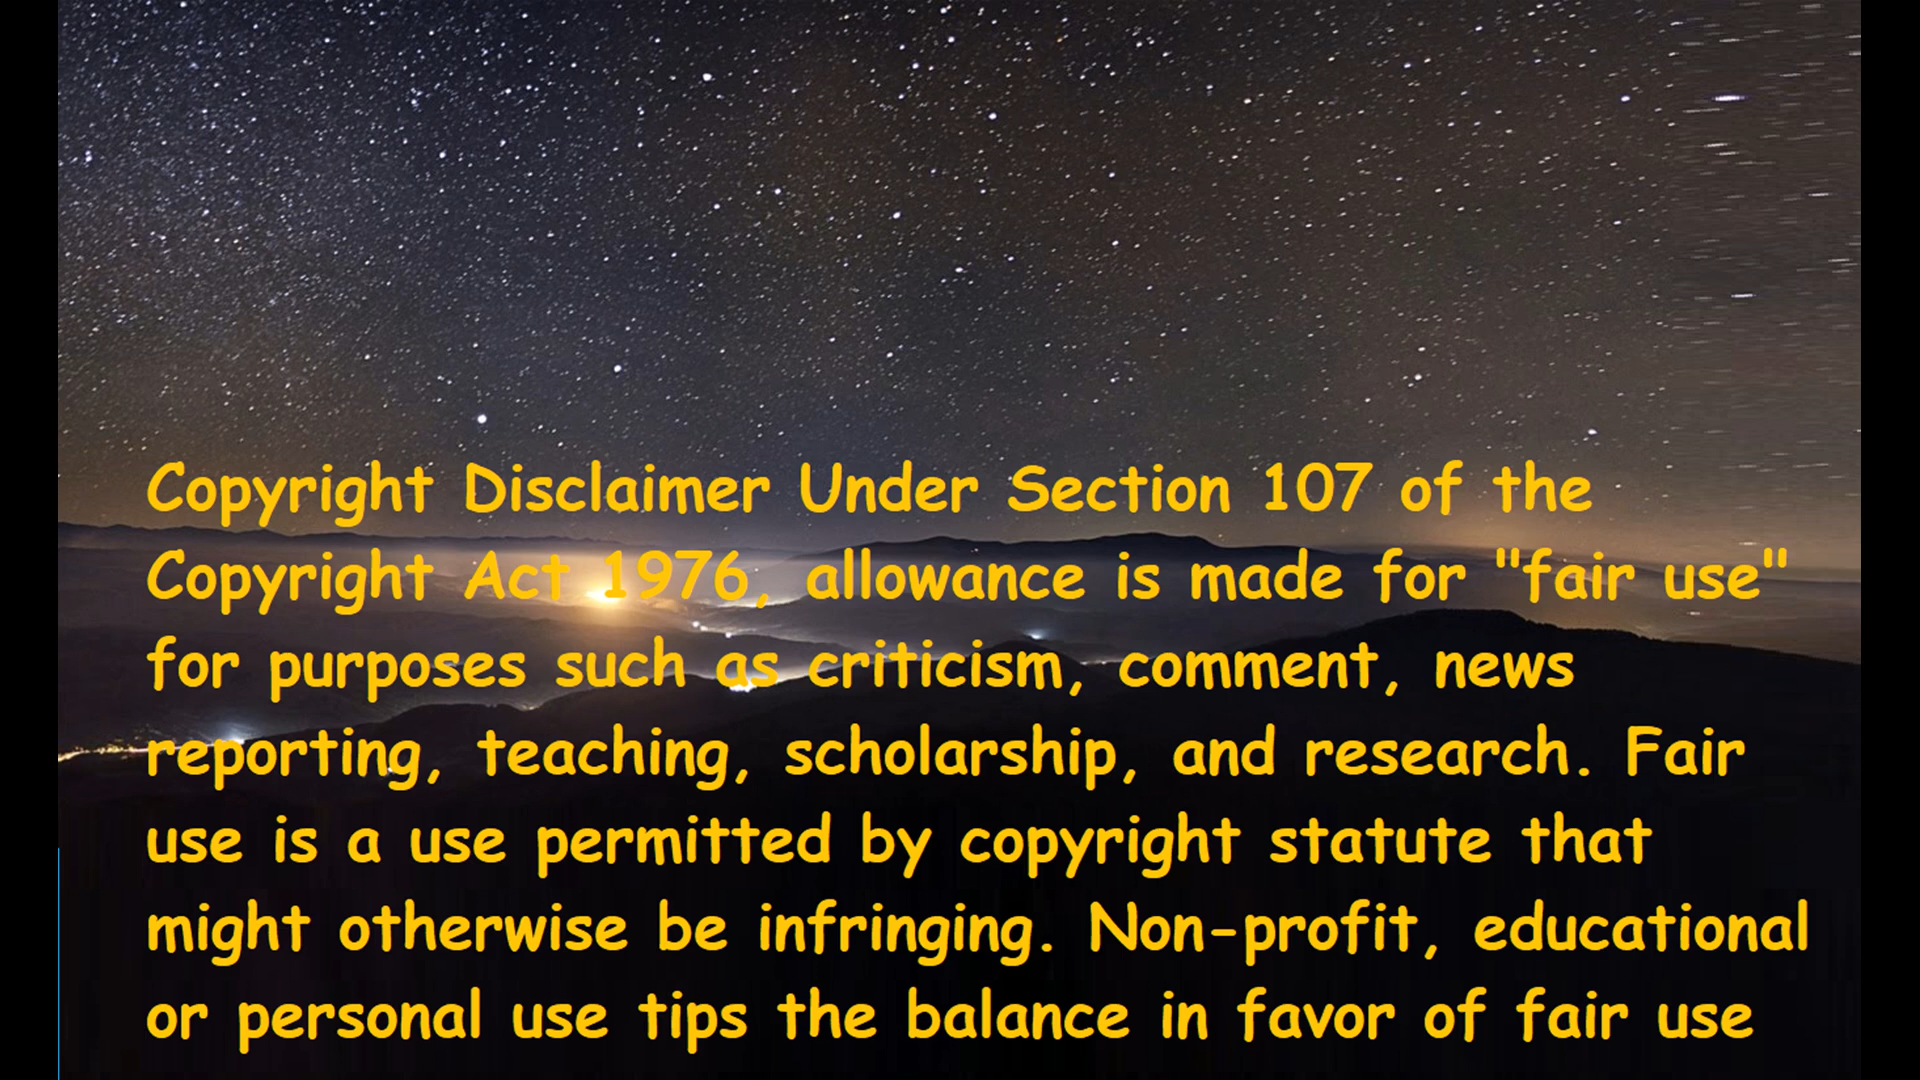 Copyright Disclaimer Under Section 107 of the
Copyright Act 1976, allowance is made for "fair use"
for purposes such as criticism, comment, news
reporting, teaching, scholarship, and research. Fair
use is a use permitted by copyright statute that
might otherwise be infringing. Non-profit, educational
or personal use tips the balance in favor of fair use